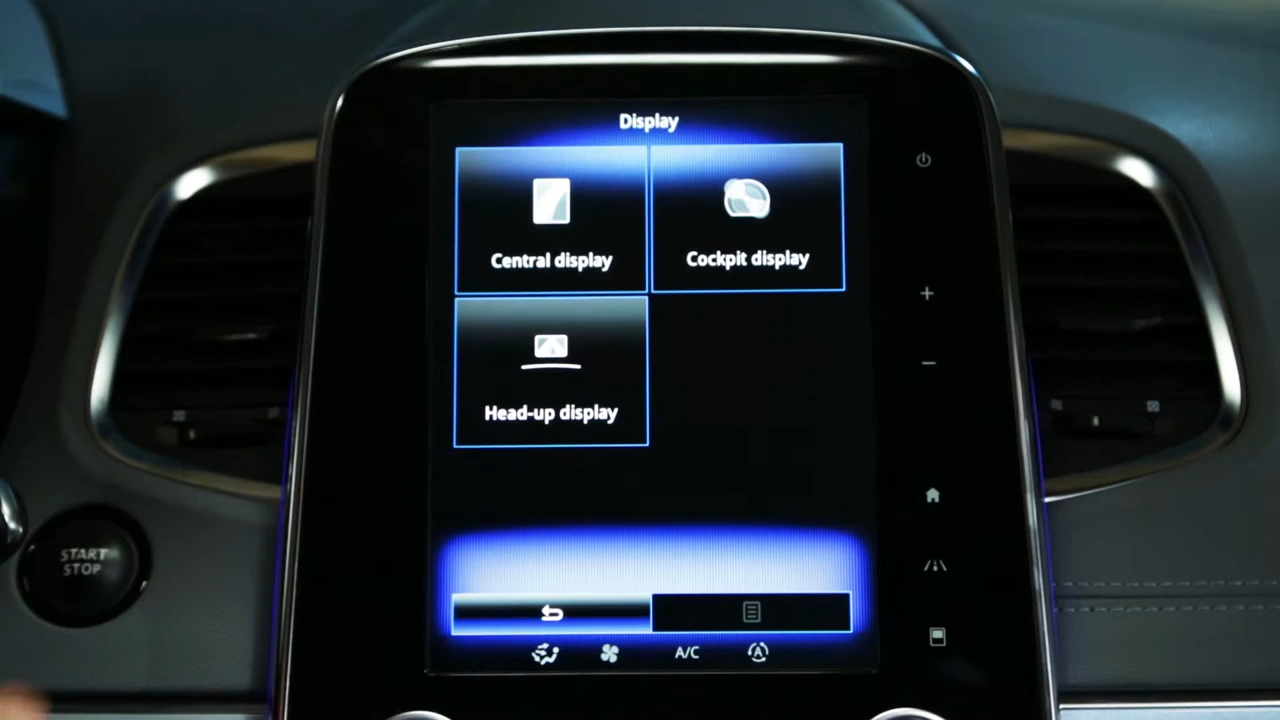 Display
Central display
Cockpit display
Head-up display
START
STOP
A/C
A